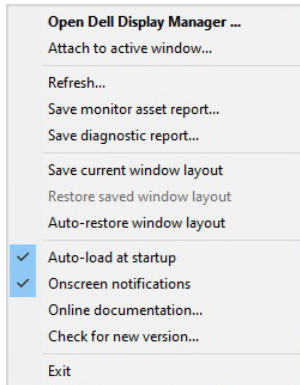 Open Dell Display Manager ...
Attach to active window...
Refresh...
Save monitor asset report...
Save diagnostic report...
Save current window layout
Restore saved window layout
Auto-restore window layout
Auto-load at startup
Onscreen notifications
Online documentation...
Check for new version...
Exit